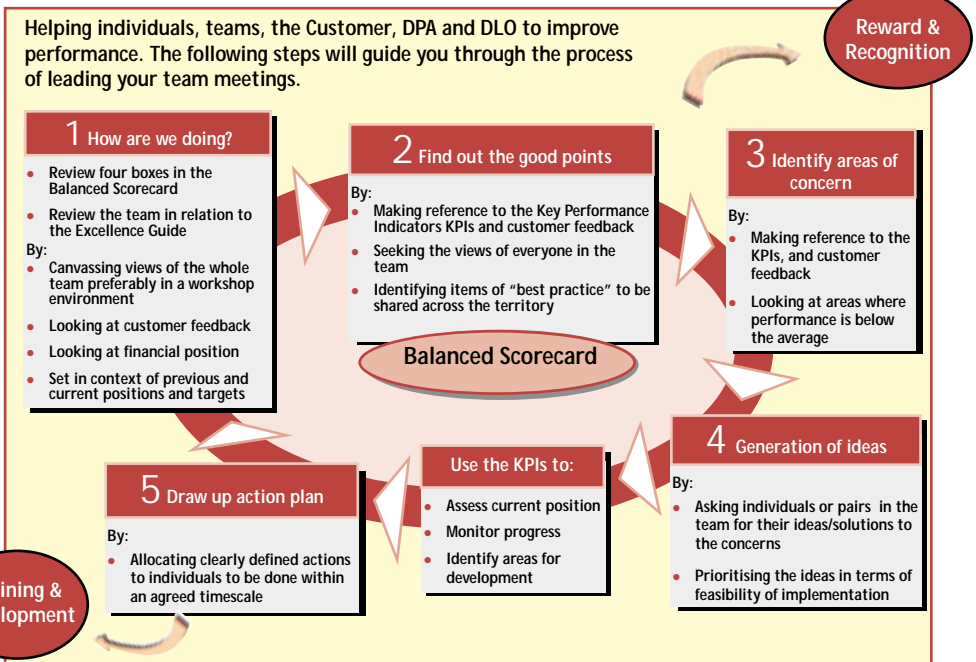 Helping individuals, teams, the Customer, DPA and DLO to improve
performance. The following steps will guide you through the process
of leading your team meetings.
Reward &
Recognition
1 How are we doing?
• Review four boxes in the
Balanced Scorecard
• Review the team in relation to
the Excellence Guide
By:
• Canvassing views of the whole
team preferably in a workshop
environment
• Looking at customer feedback
• Looking at financial position
• Set in context of previous and
current positions and targets
2 Find out the good points
By:
• Making reference to the Key Performance
Indicators KPIs and customer feedback
• Seeking the views of everyone in the
team
• Identifying items of “best practice” to be
shared across the territory
3 Identify areas of
concern
By:
• Making reference to the
KPIs, and customer
feedback
• Looking at areas where
performance is below
the average
Balanced Scorecard
4 Generation of ideas
By:
• Asking individuals or pairs in the
team for their ideas/solutions to
the concerns
• Prioritising the ideas in terms of
feasibility of implementation
Use the KPIs to:
• Assess current position
• Monitor progress
• Identify areas for
development
5 Draw up action plan
By:
• Allocating clearly defined actions
to individuals to be done within
an agreed timescale
ining &
lopment